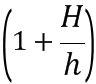 (1 + H/h)